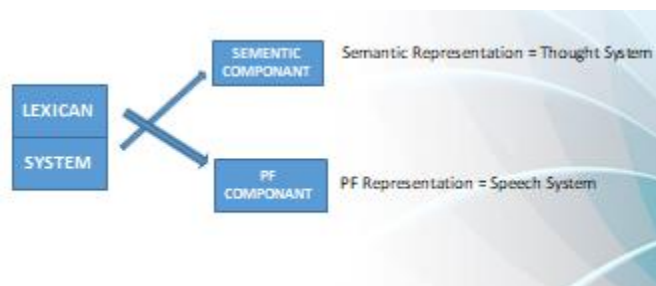 SEMENTIC
COMPONANT
Semantic Representation = Thought System
LEXICAN
SYSTEM
PF
COMPONANT
PF Representation = Speech System